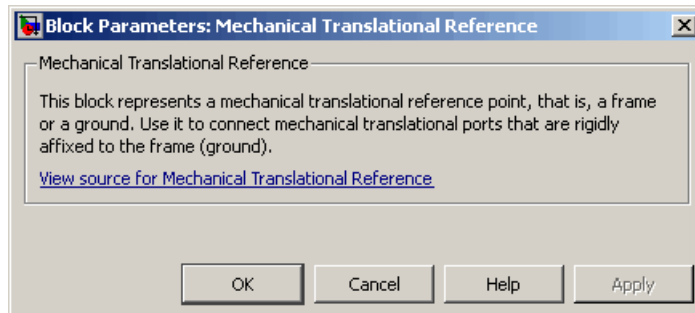 Block Parameters: Mechanical Translational Reference
Mechanical Translational Reference
This block represents a mechanical translational reference point, that is, a frame
or a ground. Use it to connect mechanical translational ports that are rigidly
affixed to the frame (ground).
View source for Mechanical Translational Reference
OK Cancel Help Apply